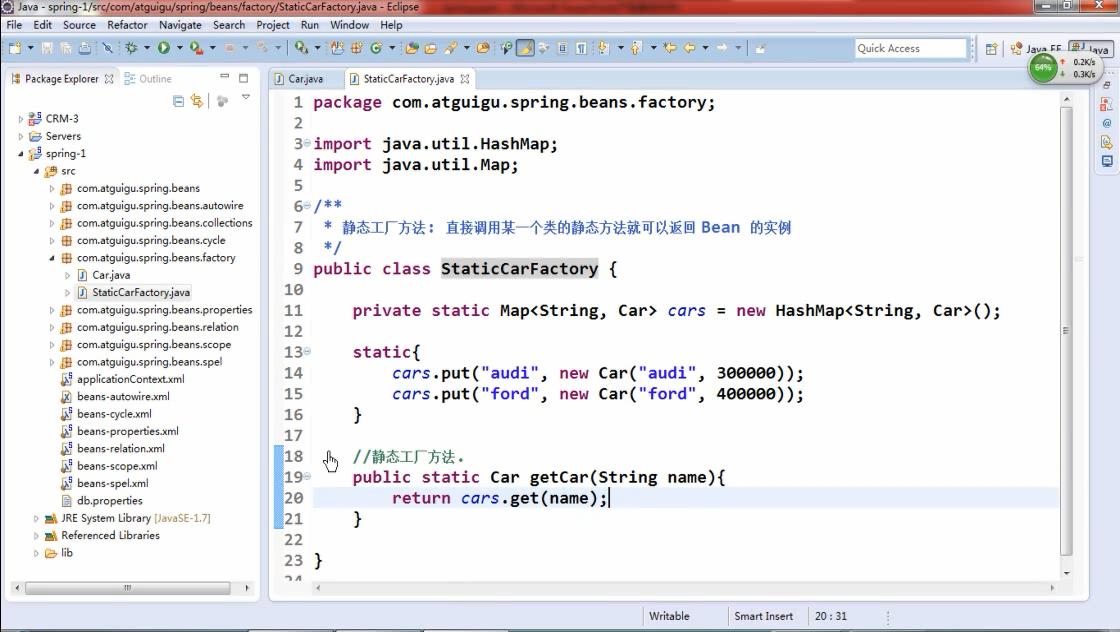 Java - spring-1/src/com/atguigu/spring/beans/factory/StaticCarFactory.java - Eclipse
File Edit Source Refactor Navigate Search Project Run Window Help
Quick Access
Java EE
Java
64%
0.2K/s
0.3K/s
Package Explorer
Outline
CRM-3
Servers
spring-1
src
com.atguigu.spring.beans
com.atguigu.spring.beans.autowire
com.atguigu.spring.beans.collections
com.atguigu.spring.beans.cycle
com.atguigu.spring.beans.factory
Car.java
StaticCarFactory.java
com.atguigu.spring.beans.properties
com.atguigu.spring.beans.relation
com.atguigu.spring.beans.scope
com.atguigu.spring.beans.spel
applicationContext.xml
beans-autowire.xml
beans-cycle.xml
beans-properties.xml
beans-relation.xml
beans-scope.xml
beans-spel.xml
db.properties
JRE System Library [JavaSE-1.7]
Referenced Libraries
lib
Car.java
StaticCarFactory.java
1 package com.atguigu.spring.beans.factory;
2
3 import java.util.HashMap;
4 import java.util.Map;
5
6 /**
7 * 静态工厂方法: 直接调用某一个类的静态方法就可以返回 Bean 的实例
8 */
9 public class StaticCarFactory {
10
11 private static Map<String, Car> cars = new HashMap<String, Car>();
12
13 static{
14 cars.put("audi", new Car("audi", 300000));
15 cars.put("ford", new Car("ford", 400000));
16 }
17
18 //静态工厂方法.
19 public static Car getCar(String name){
20 return cars.get(name);
21 }
22
23 }
24
Writable
Smart Insert
20 : 31